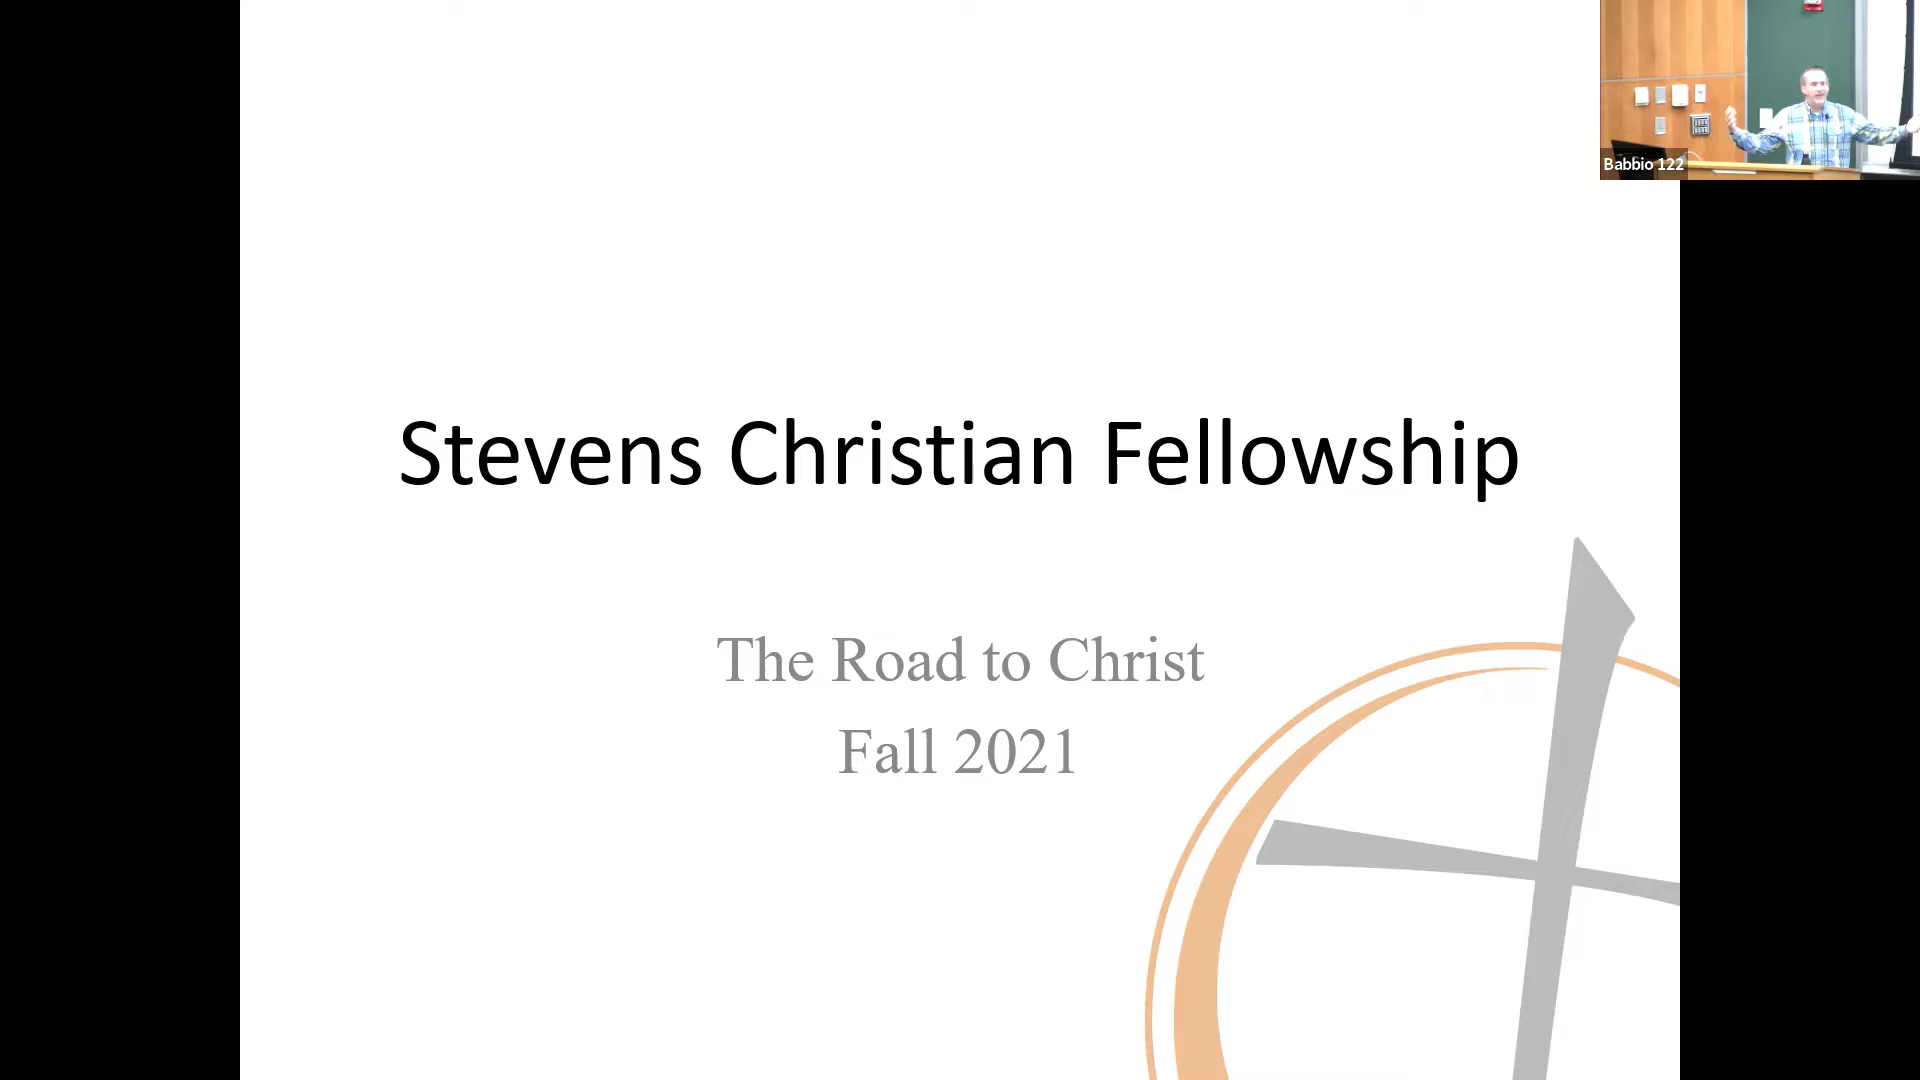 Stevens Christian Fellowship
The Road to Christ
Fall 2021
Babbio 122